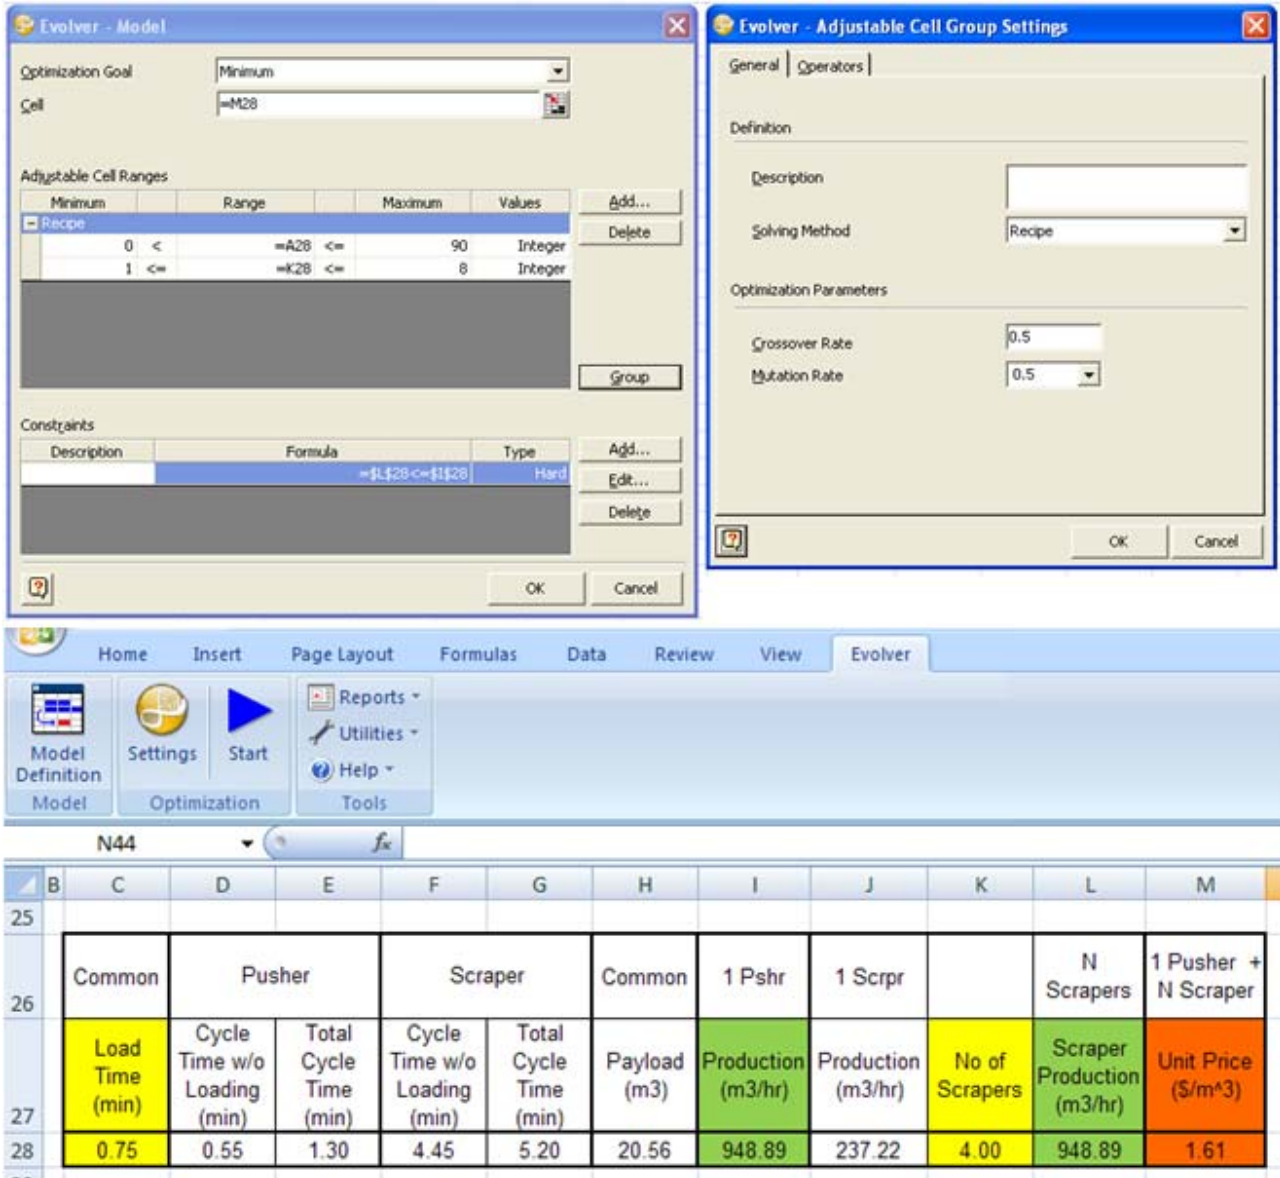 Evolver - Model
Optimization Goal
Minimum
Cell
=M28
Adjustable Cell Ranges
Minimum Range Maximum Values
Recipe
0 < =A28 <= 90 Integer
1 <= =K28 <= 8 Integer
Add...
Delete
Group
Constraints
Description Formula Type
=$L$28<=$I$28 Hard
Add...
Edit...
Delete
OK Cancel
Evolver - Adjustable Cell Group Settings
General Operators
Definition
Description
Solving Method Recipe
Optimization Parameters
Crossover Rate 0.5
Mutation Rate 0.5
OK Cancel
Home Insert Page Layout Formulas Data Review View Evolver
Model Definition
Settings
Start
Reports
Utilities
Help
Model Optimization Tools
N44 fx
B C D E F G H I J K L M
25
26 Common Pusher Scraper Common 1 Pshr 1 Scrpr N Scrapers 1 Pusher + N Scraper
27 Load Time (min) Cycle Time w/o Loading (min) Total Cycle Time (min) Cycle Time w/o Loading (min) Total Cycle Time (min) Payload (m3) Production (m3/hr) Production (m3/hr) No of Scrapers Scraper Production (m3/hr) Unit Price ($/m^3)
28 0.75 0.55 1.30 4.45 5.20 20.56 948.89 237.22 4.00 948.89 1.61